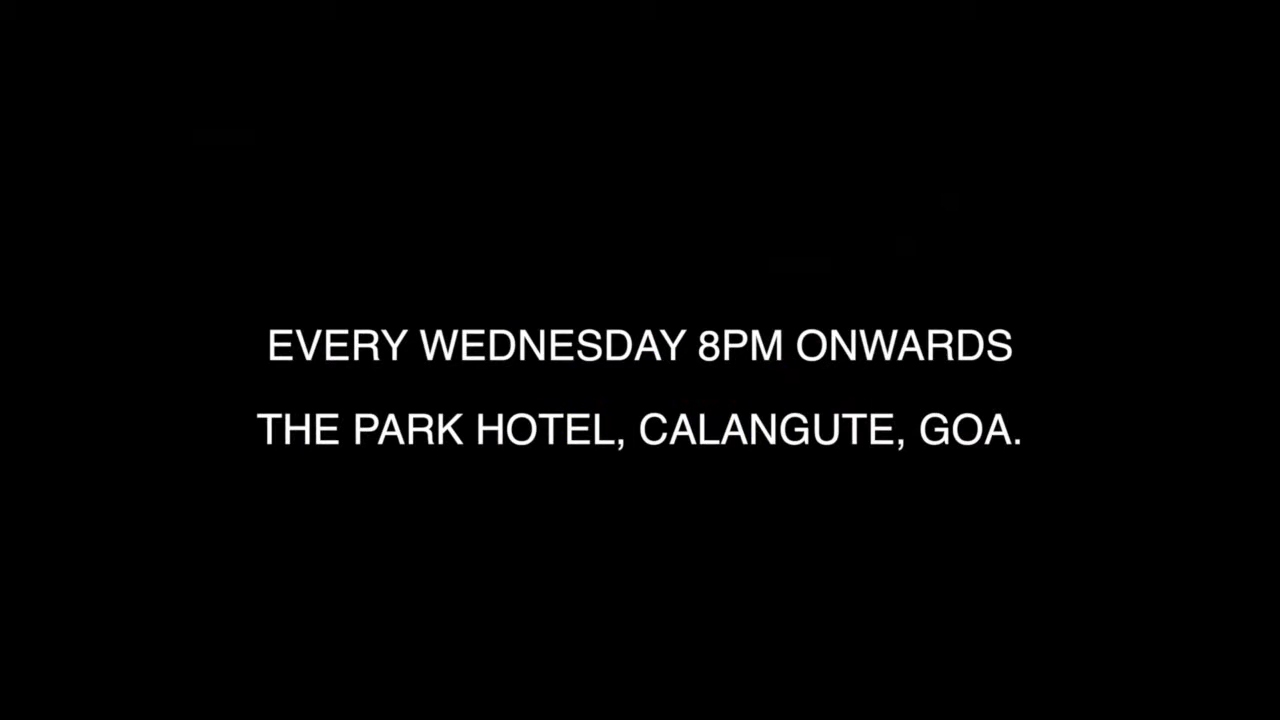 EVERY WEDNESDAY 8PM ONWARDS
THE PARK HOTEL, CALANGUTE, GOA.